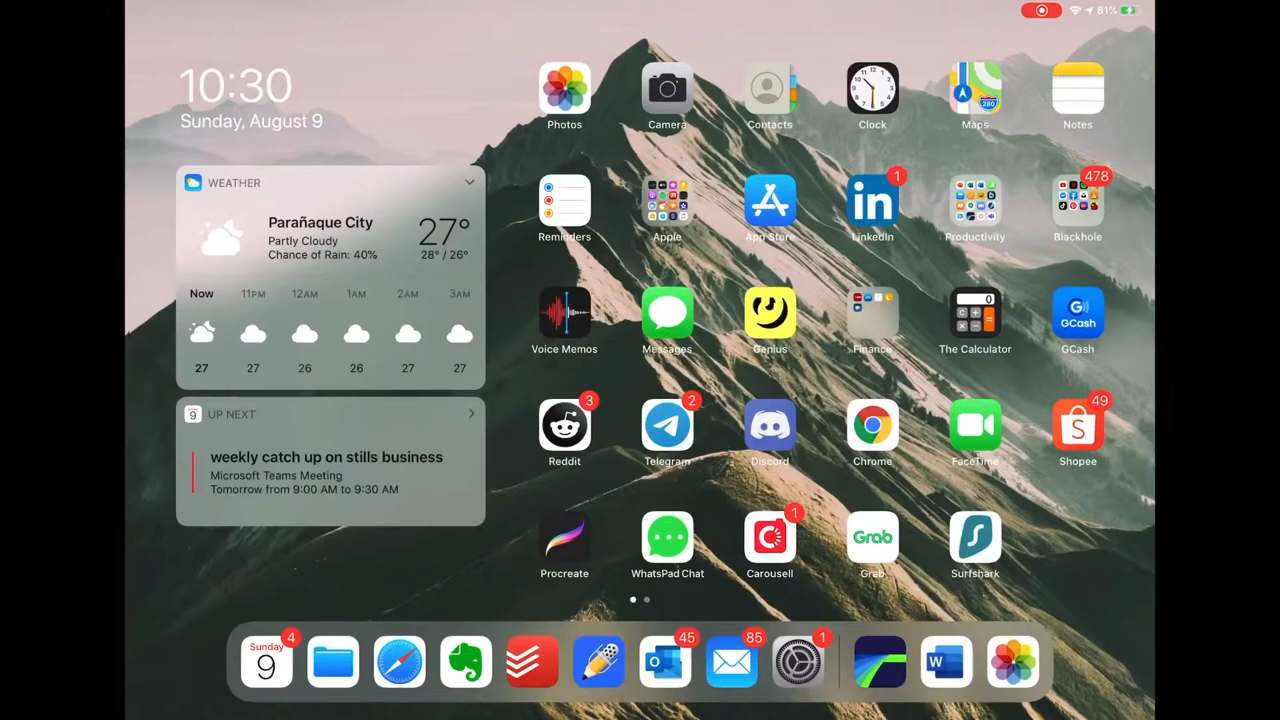 81%
10:30
Sunday, August 9
WEATHER
Parañaque City
Partly Cloudy
Chance of Rain: 40%
27°
28° / 26°
Now 11PM 12AM 1AM 2AM 3AM
27 27 26 26 27 27
9 UP NEXT
weekly catch up on stills business
Microsoft Teams Meeting
Tomorrow from 9:00 AM to 9:30 AM
280
Photos Camera Contacts Clock Maps Notes
1 478
in
Reminders Apple App Store LinkedIn Productivity Blackhole
0
GCash
Voice Memos Messages Genius Finance The Calculator GCash
3 2 49
S
Reddit Telegram Discord Chrome FaceTime Shopee
1
Grab
Procreate WhatsPad Chat Carousell Grab Surfshark
4 45 85 1
Sunday
9
O W